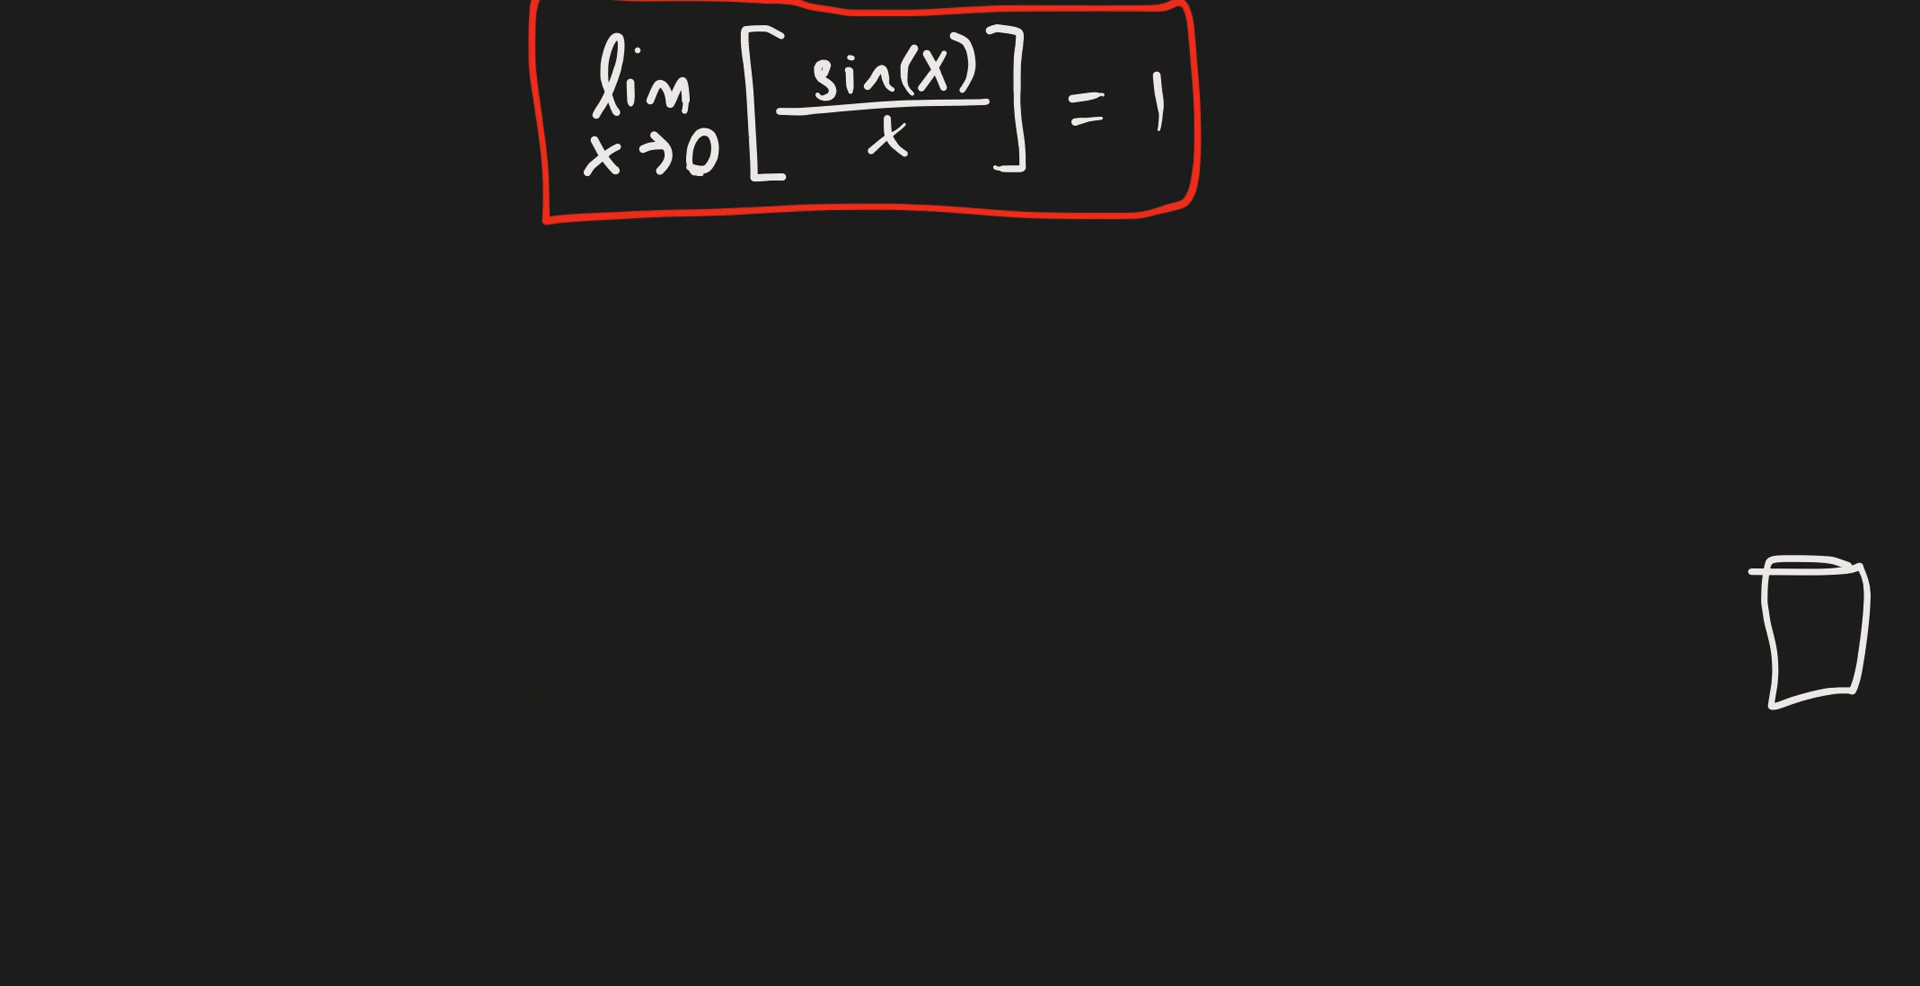 lim x→0 [ sin(x) / x ] = 1